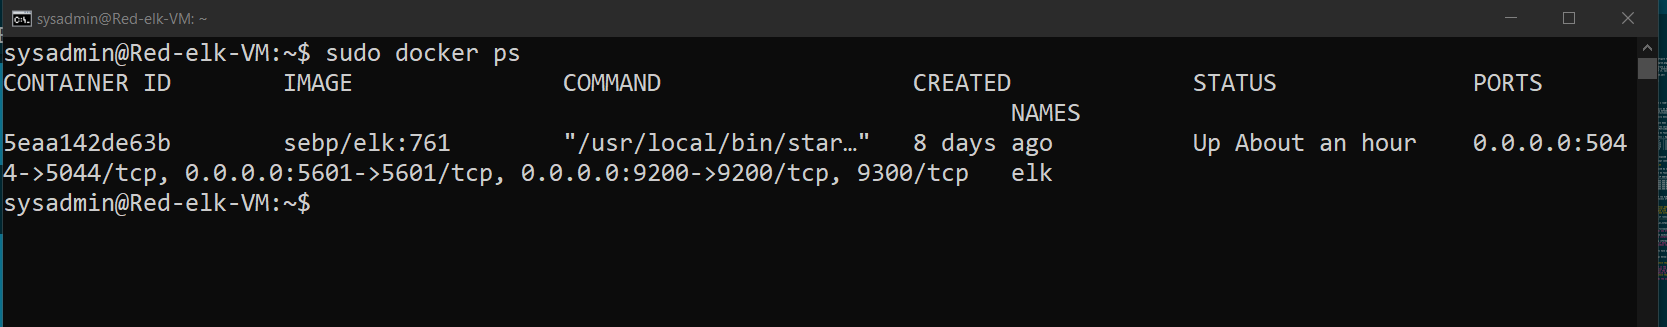 sysadmin@Red-elk-VM: ~
sysadmin@Red-elk-VM:~$ sudo docker ps
CONTAINER ID        IMAGE               COMMAND                  CREATED             STATUS              PORTS
                                                                        NAMES
5eaa142de63b        sebp/elk:761        "/usr/local/bin/star…"   8 days ago          Up About an hour    0.0.0.0:504
4->5044/tcp, 0.0.0.0:5601->5601/tcp, 0.0.0.0:9200->9200/tcp, 9300/tcp   elk
sysadmin@Red-elk-VM:~$